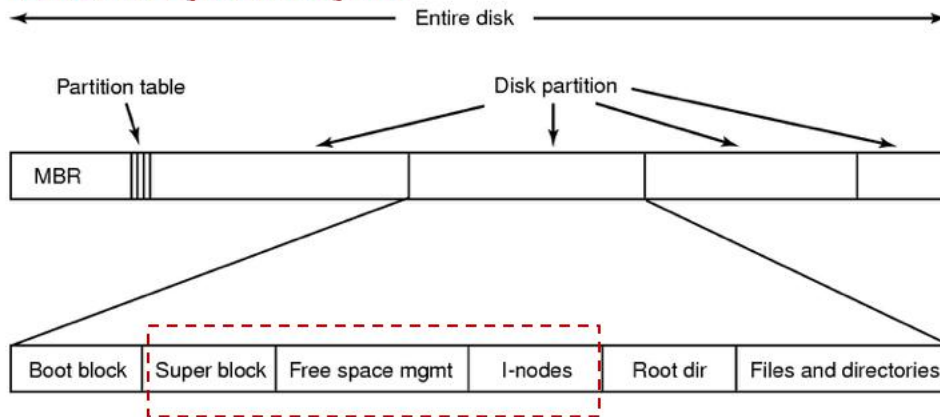 Entire disk
Partition table
Disk partition
MBR
Boot block
Super block
Free space mgmt
I-nodes
Root dir
Files and directories